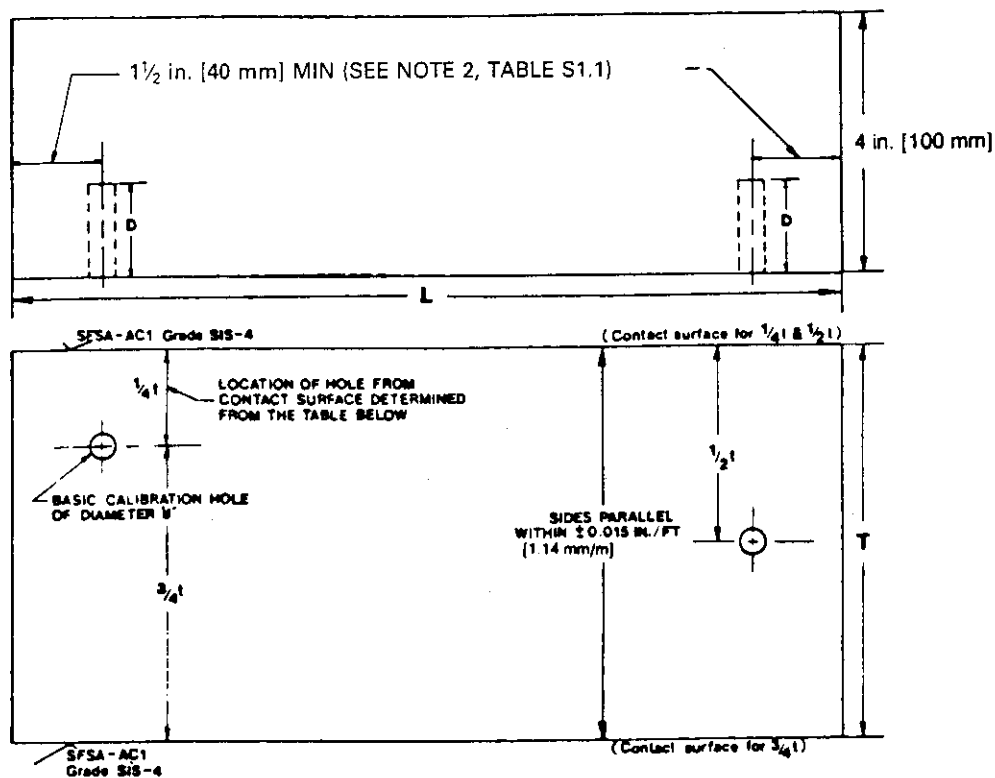 1½ in. [40 mm] MIN (SEE NOTE 2, TABLE S1.1)
4 in. [100 mm]
D
D
L
SFSA-AC1 Grade SIS-4
(Contact surface for ¼t & ½t)
¼t
LOCATION OF HOLE FROM
CONTACT SURFACE DETERMINED
FROM THE TABLE BELOW
½t
BASIC CALIBRATION HOLE
OF DIAMETER
SIDES PARALLEL
WITHIN ±0.015 IN./FT
[1.14 mm/m]
T
¾t
(Contact surface for ¾t)
SFSA-AC1
Grade SIS-4